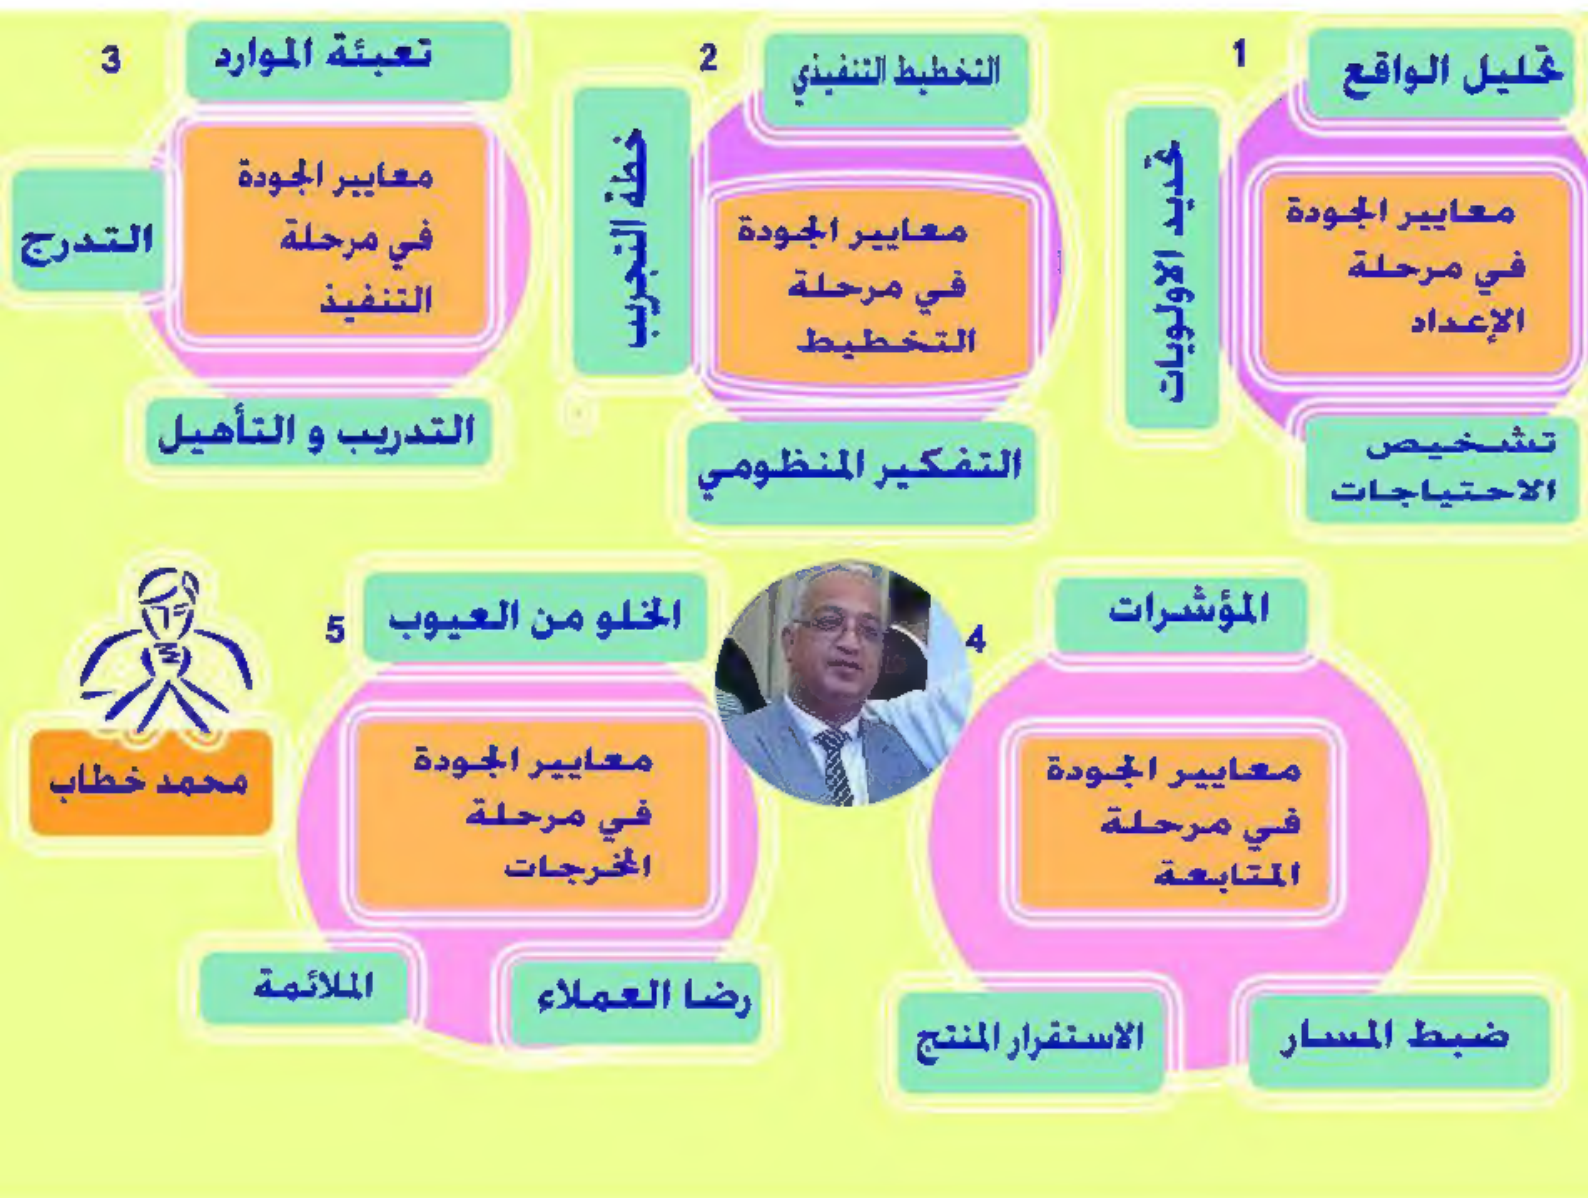 1
تحليل الواقع
معايير الجودة
في مرحلة
الإعداد
تحديد الاولويات
تشخيص
الاحتياجات
2
التخطيط التنفيذي
معايير الجودة
في مرحلة
التخطيط
خطة التجريب
التفكير المنظومي
3
تعبئة الموارد
معايير الجودة
في مرحلة
التنفيذ
التدرج
التدريب و التأهيل
4
المؤشرات
معايير الجودة
في مرحلة
المتابعة
ضبط المسار
الاستقرار المنتج
5
الخلو من العيوب
معايير الجودة
في مرحلة
المخرجات
رضا العملاء
الملائمة
محمد خطاب